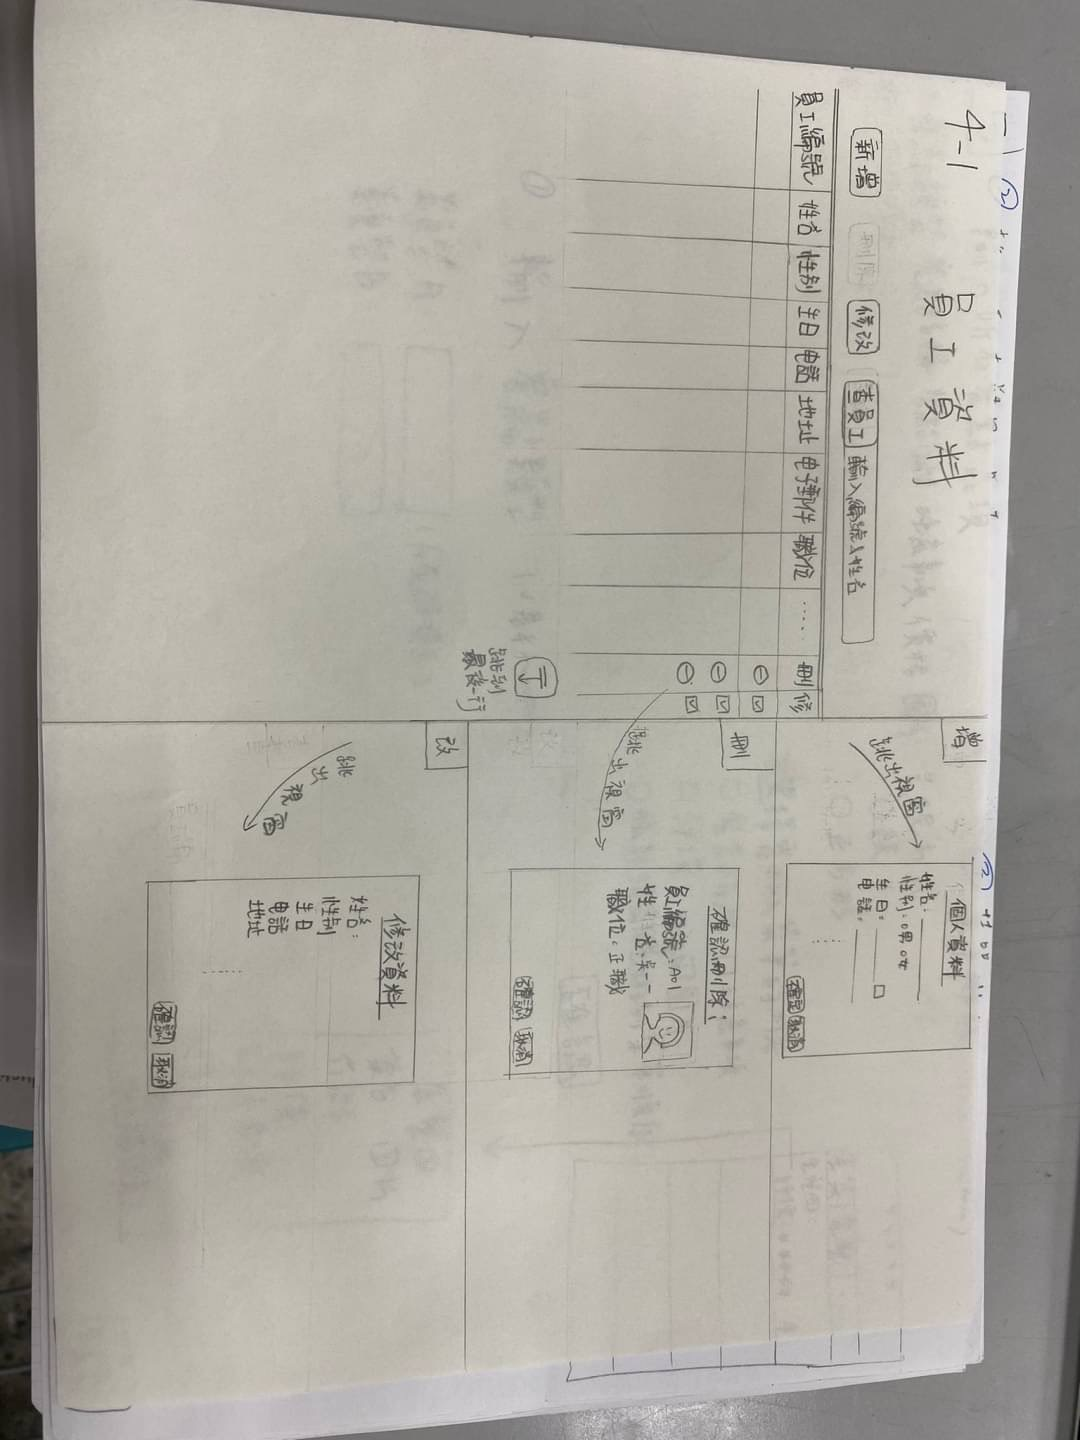 4-1 員工資料
新增 刪除 修改 查員工 輸入編號&姓名
員工編號 姓名 性別 生日 電話 地址 電子郵件 職位 ...... 刪 修
跳到
最後一行
增
跳出視窗
個人資料
姓名:
性別:○男 ○女
生日:
電話:
確定 取消
刪
跳出視窗
確認刪除:
員工編號:A01
姓名:吳一一
職位:正職
確認 取消
改
跳出視窗
修改資料
姓名:
性別
生日
電話
地址
......
確認 取消